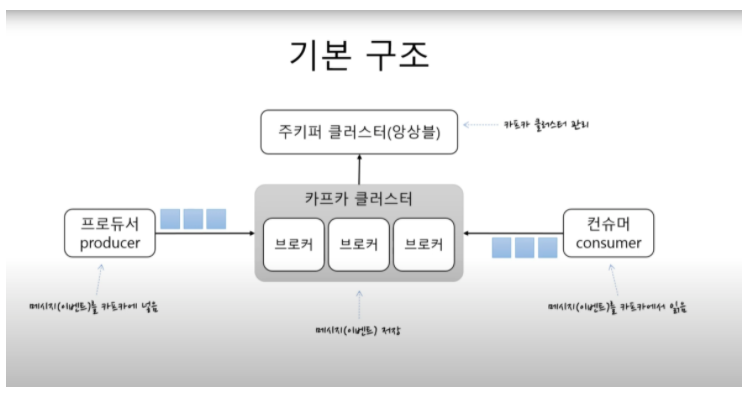 기본 구조
주키퍼 클러스터(앙상블)
카프카 클러스터 관리
카프카 클러스터
프로듀서
producer
브로커
브로커
브로커
컨슈머
consumer
메시지(이벤트)를 카프카에 넣음
메시지(이벤트)를 카프카에서 읽음
메시지(이벤트) 저장